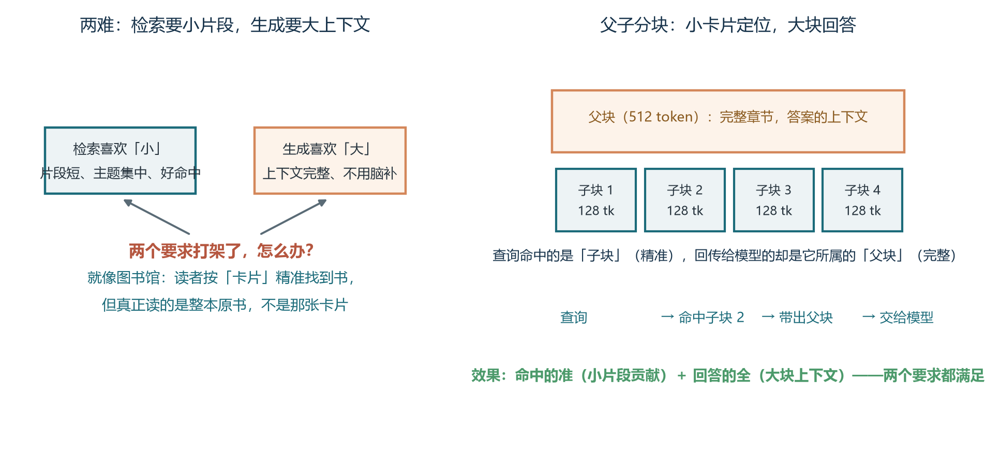 两难：检索要小片段，生成要大上下文
检索喜欢「小」
片段短、主题集中、好命中
生成喜欢「大」
上下文完整、不用脑补
两个要求打架了，怎么办？
就像图书馆：读者按「卡片」精准找到书，
但真正读的是整本原书，不是那张卡片
父子分块：小卡片定位，大块回答
父块（512 token）：完整章节，答案的上下文
子块 1
128 tk
子块 2
128 tk
子块 3
128 tk
子块 4
128 tk
查询命中的是「子块」（精准），回传给模型的却是它所属的「父块」（完整）
查询 → 命中子块 2 → 带出父块 → 交给模型
效果：命中的准（小片段贡献）+ 回答的全（大块上下文）——两个要求都满足